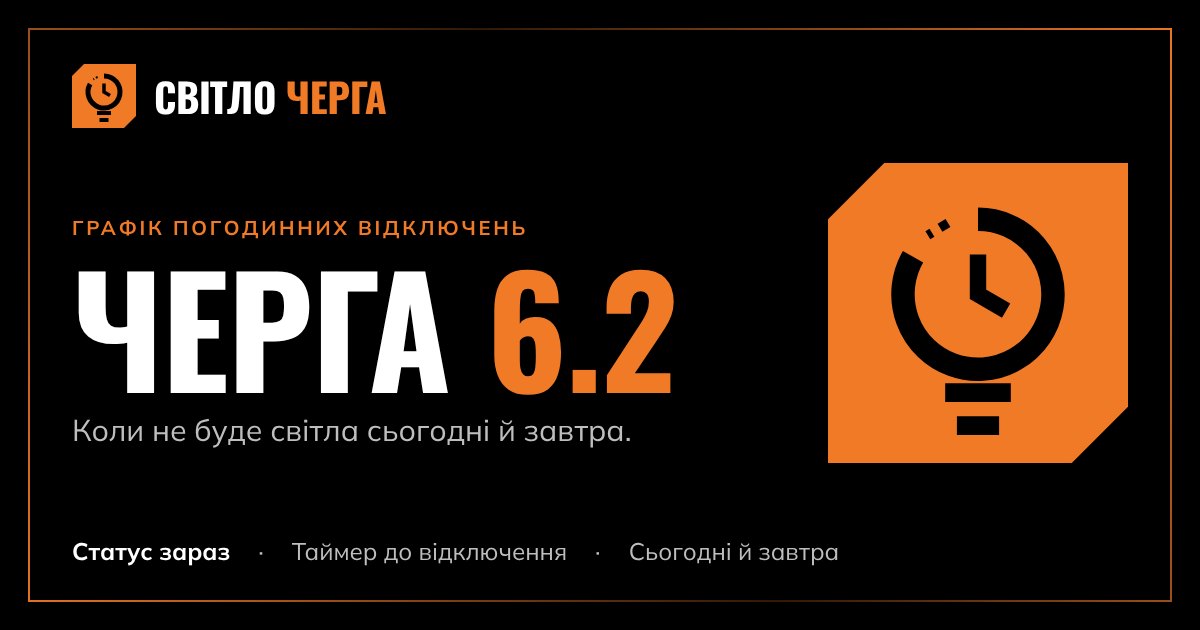 СВІТЛО ЧЕРГА
ГРАФІК ПОГОДИННИХ ВІДКЛЮЧЕНЬ
ЧЕРГА 6.2
Коли не буде світла сьогодні й завтра.
Статус зараз · Таймер до відключення · Сьогодні й завтра